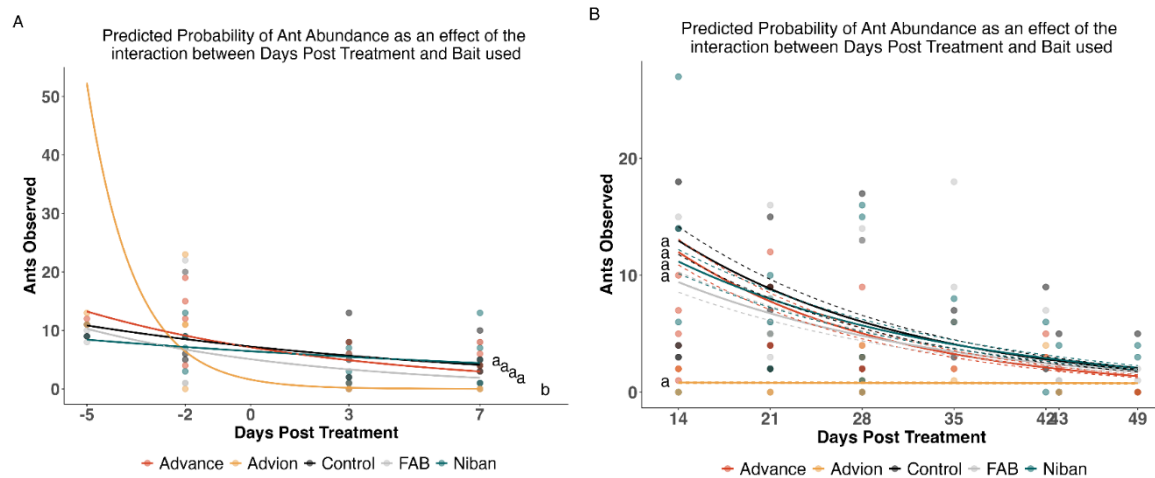 A
Predicted Probability of Ant Abundance as an effect of the
interaction between Days Post Treatment and Bait used
Ants Observed
50
40
30
20
10
0
a
a
a
a
b
-5
-2
0
3
7
Days Post Treatment
Advance
Advion
Control
FAB
Niban
B
Predicted Probability of Ant Abundance as an effect of the
interaction between Days Post Treatment and Bait used
Ants Observed
20
10
0
a
a
a
a
a
14
21
28
35
42
43
49
Days Post Treatment
Advance
Advion
Control
FAB
Niban